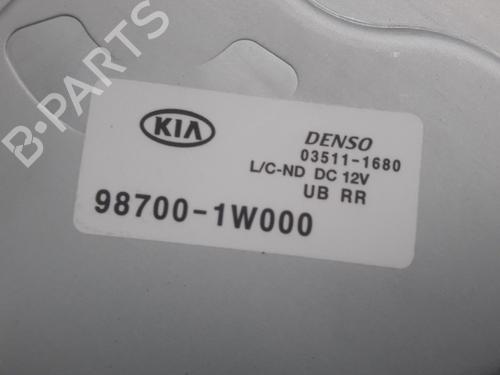 B-PARTS
KIA
DENSO
03511-1680
L/C-ND DC 12V
UB RR
98700-1W000